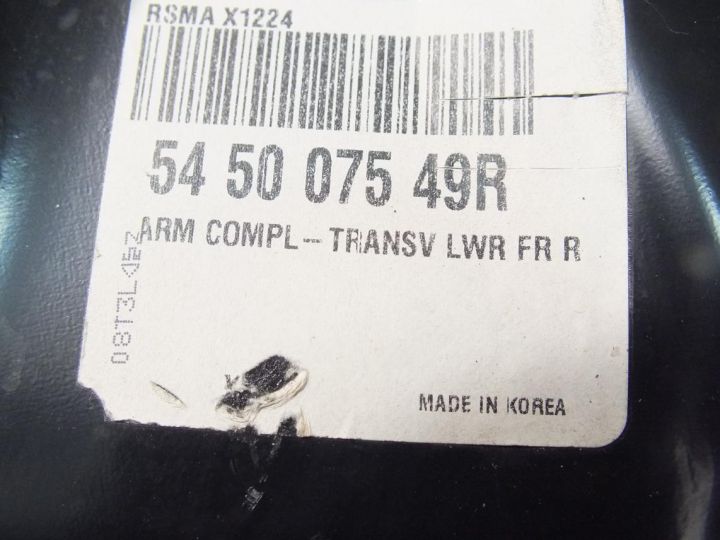 RSMA X1224
54 50 075 49R
ARM COMPL-TRANSV LWR FR R
MADE IN KOREA